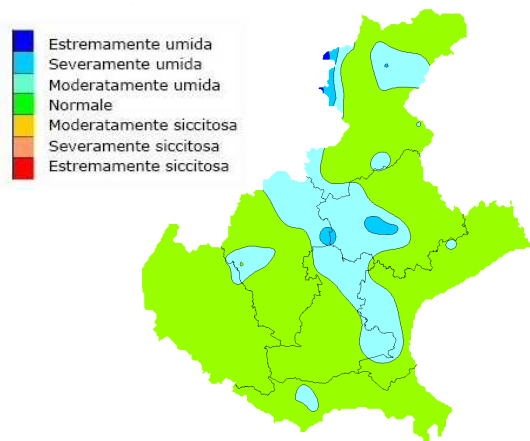 Estremamente umida
Severamente umida
Moderatamente umida
Normale
Moderatamente siccitosa
Severamente siccitosa
Estremamente siccitosa